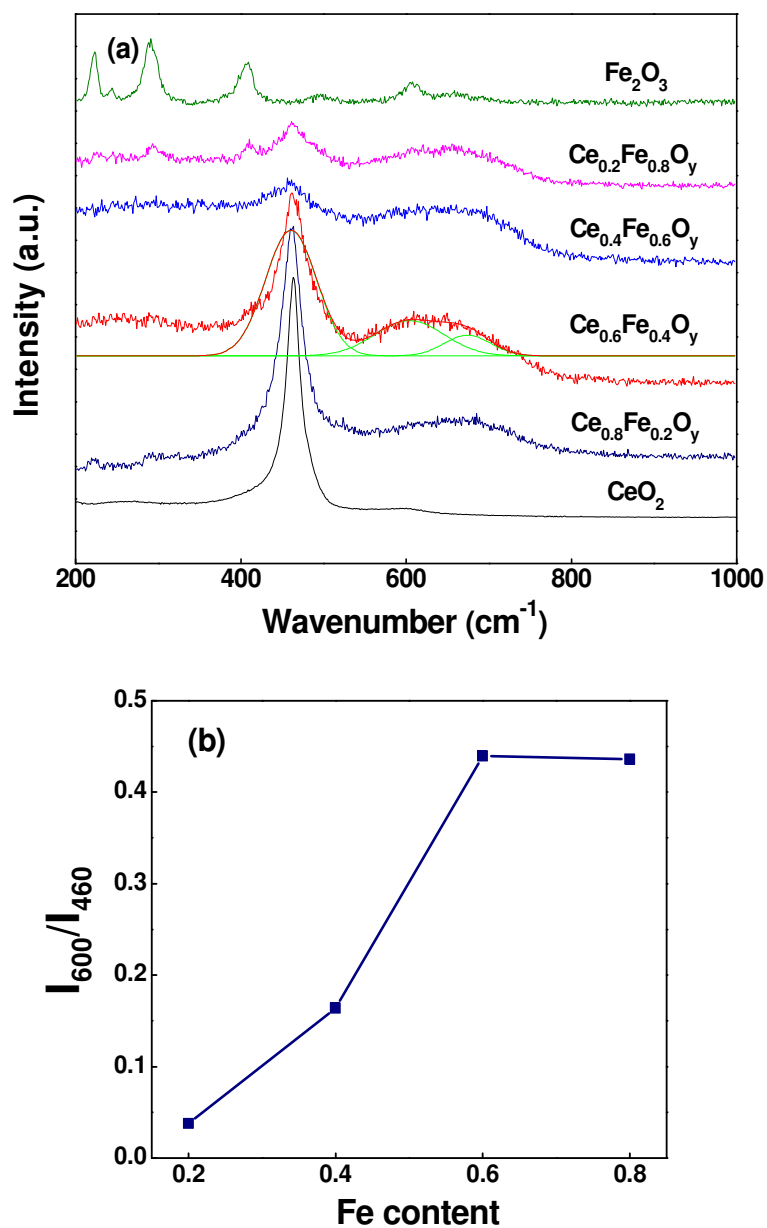 (a)
Fe2O3
Ce0.2Fe0.8Oy
Ce0.4Fe0.6Oy
Ce0.6Fe0.4Oy
Ce0.8Fe0.2Oy
CeO2
Intensity (a.u.)
200 400 600 800 1000
Wavenumber (cm-1)
(b)
0.5
0.4
0.3
0.2
0.1
0.0
I600/I460
0.2 0.4 0.6 0.8
Fe content